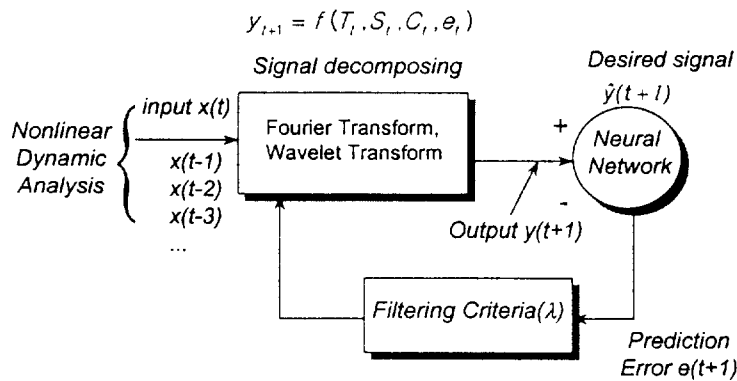 y_{t+1} = f(T_t, S_t, C_t, e_t)
Signal decomposing
Desired signal
ŷ(t + l)
input x(t)
Nonlinear
Dynamic
Analysis
x(t-1)
x(t-2)
x(t-3)
...
Fourier Transform,
Wavelet Transform
+
-
Neural
Network
Output y(t+1)
Filtering Criteria(λ)
Prediction
Error e(t+1)